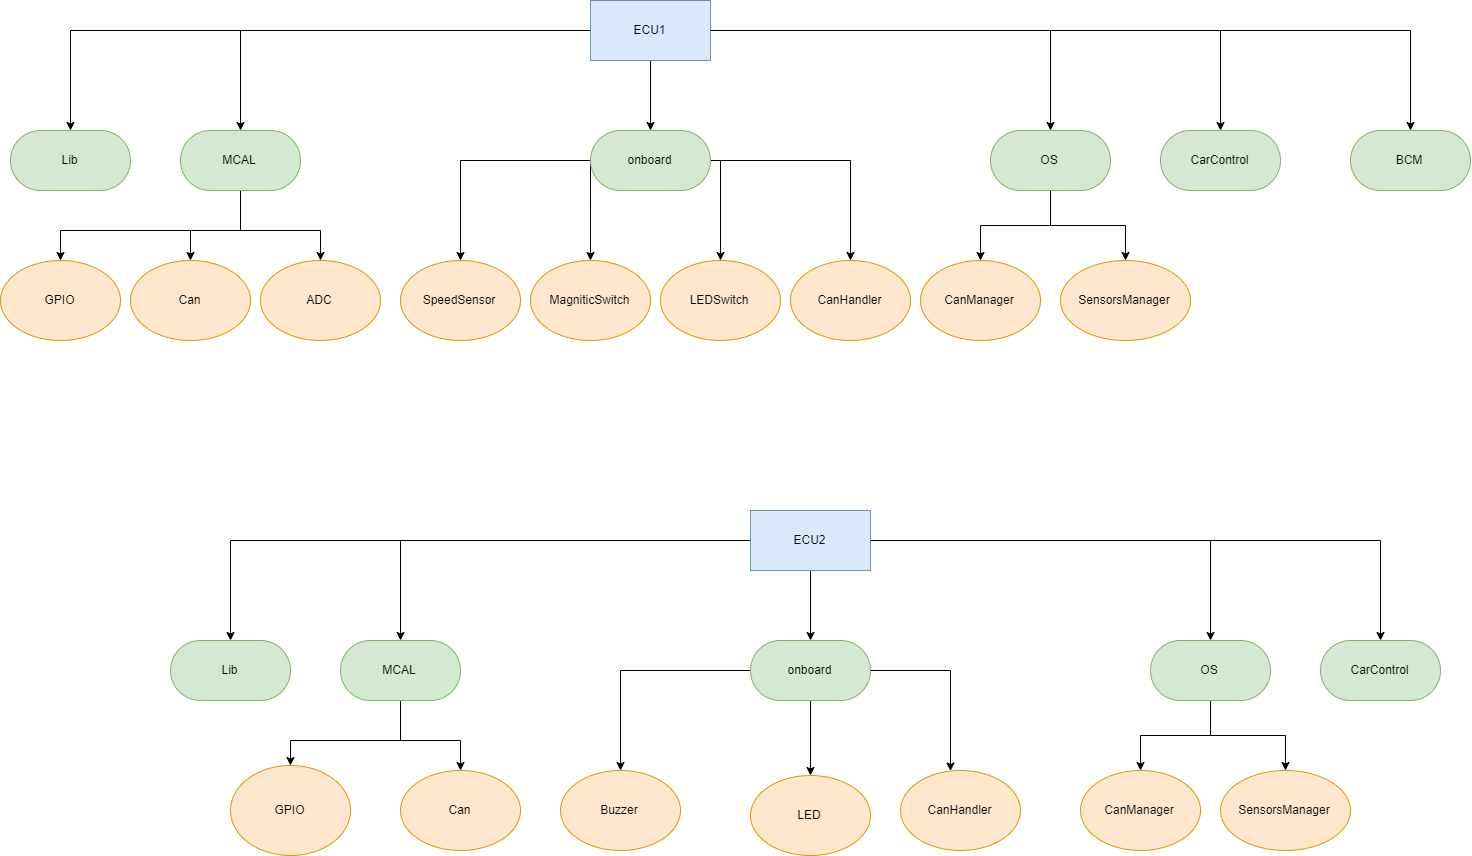 ECU1
Lib
MCAL
onboard
OS
CarControl
BCM
GPIO
Can
ADC
SpeedSensor
MagniticSwitch
LEDSwitch
CanHandler
CanManager
SensorsManager
ECU2
Lib
MCAL
onboard
OS
CarControl
GPIO
Can
Buzzer
LED
CanHandler
CanManager
SensorsManager